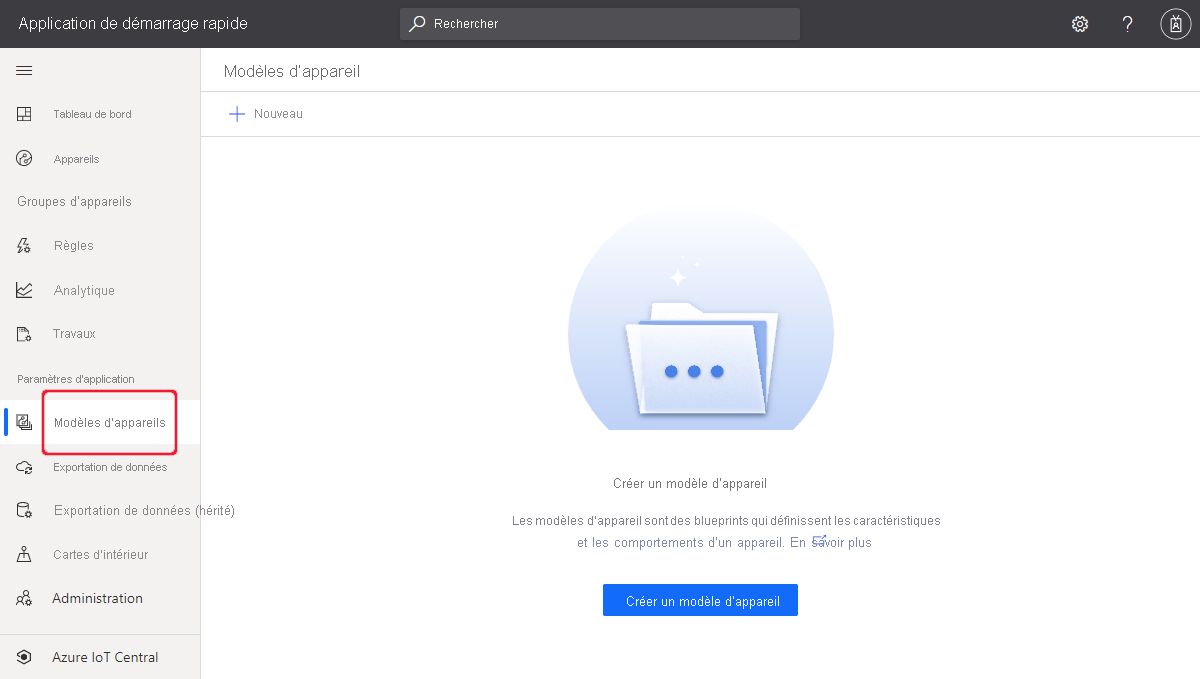 Application de démarrage rapide
Rechercher
?
Modèles d'appareil
Nouveau
Tableau de bord
Appareils
Groupes d'appareils
Règles
Analytique
Travaux
Paramètres d'application
Modèles d'appareils
Exportation de données
Exportation de données (hérité)
Cartes d'intérieur
Administration
Azure IoT Central
Créer un modèle d'appareil
Les modèles d'appareil sont des blueprints qui définissent les caractéristiques
et les comportements d'un appareil. En savoir plus
Créer un modèle d'appareil